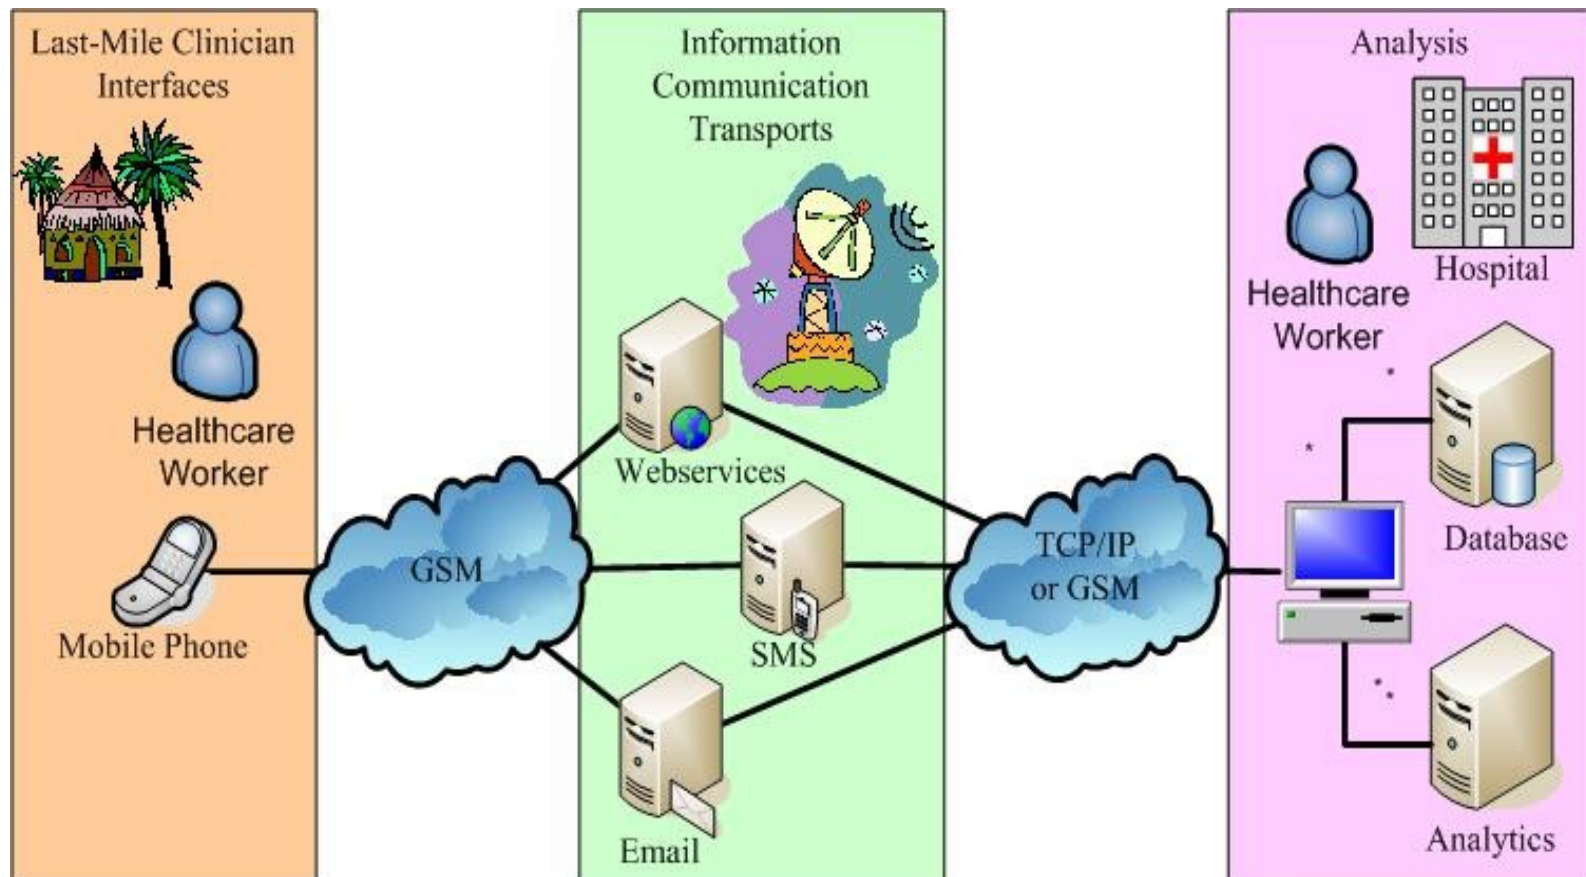 Last-Mile Clinician
Interfaces
Healthcare
Worker
Mobile Phone
GSM
Information
Communication
Transports
Webservices
SMS
Email
TCP/IP
or GSM
Analysis
Hospital
Healthcare
Worker
*
*
Database
*
*
Analytics